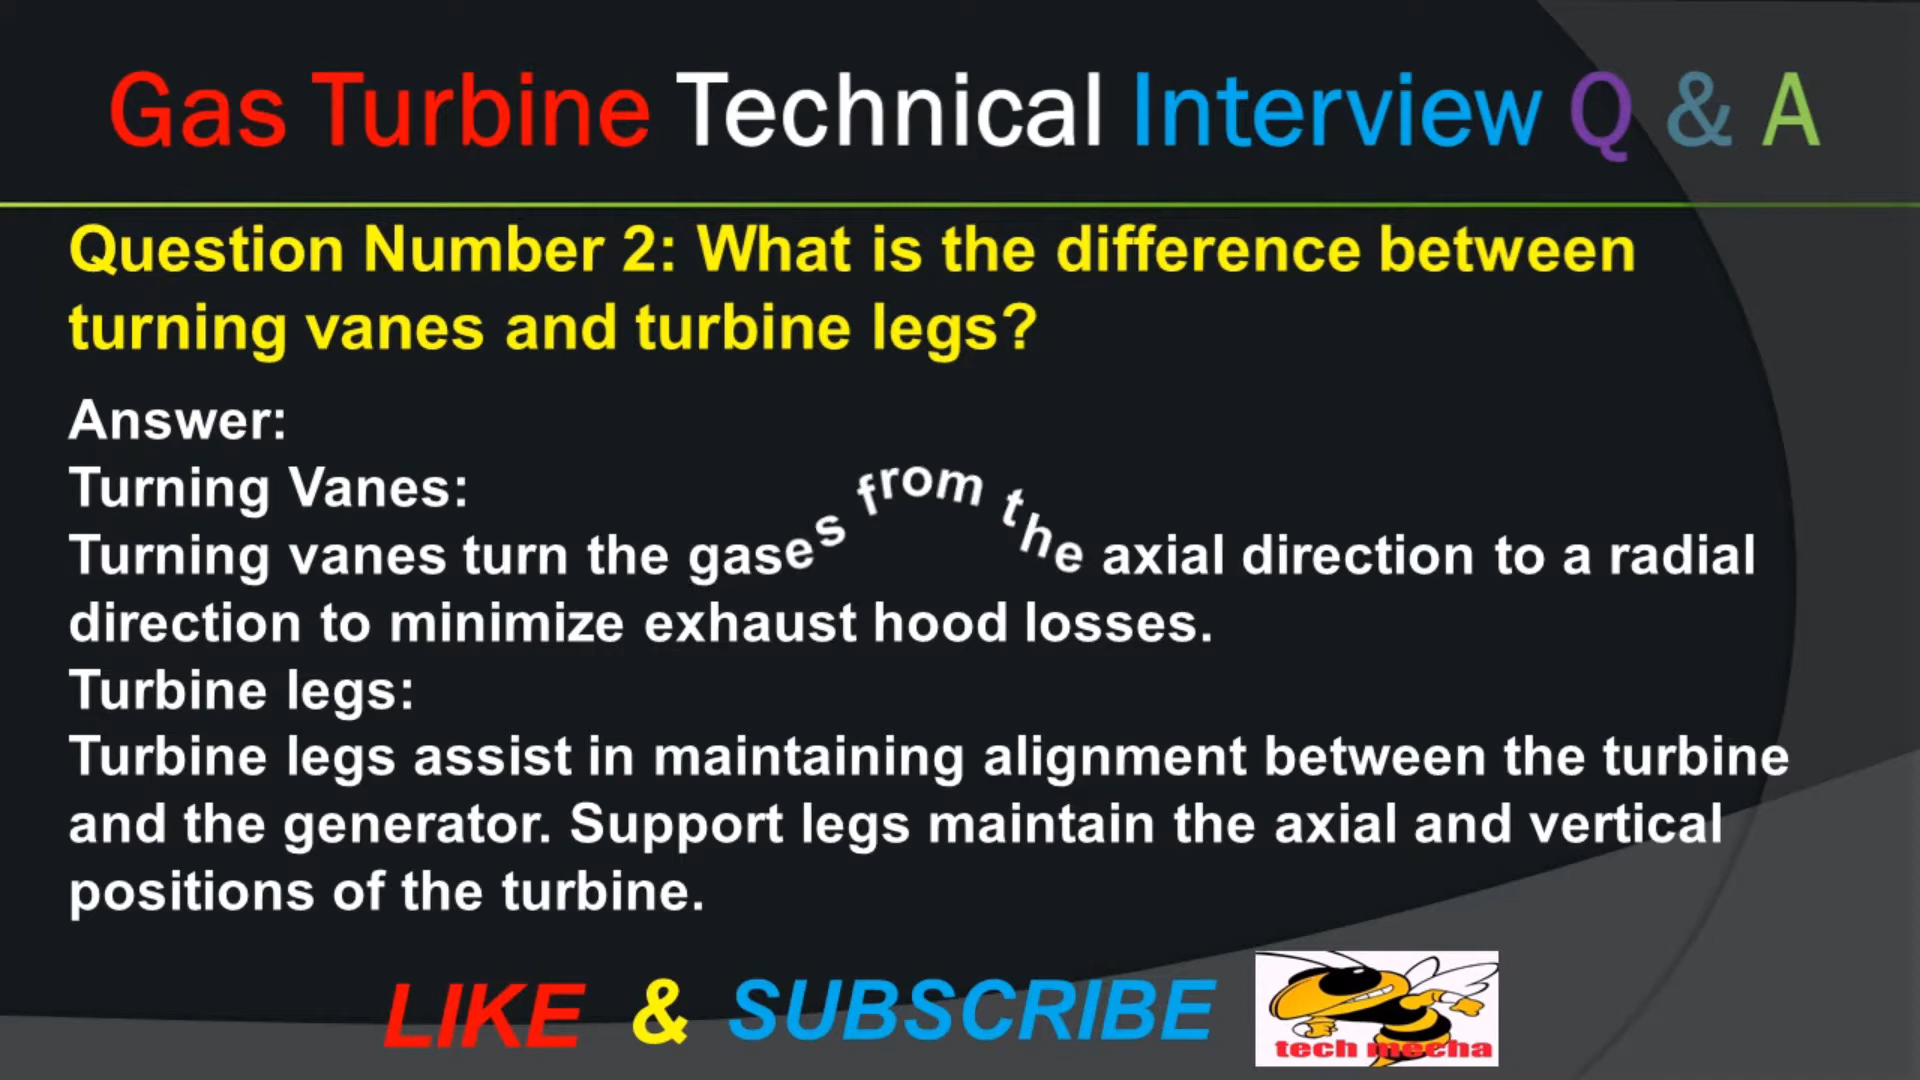 Gas Turbine Technical Interview Q & A
Question Number 2: What is the difference between
turning vanes and turbine legs?
Answer:
Turning Vanes:
Turning vanes turn the gases from the axial direction to a radial
direction to minimize exhaust hood losses.
Turbine legs:
Turbine legs assist in maintaining alignment between the turbine
and the generator. Support legs maintain the axial and vertical
positions of the turbine.
LIKE & SUBSCRIBE
tech mecha